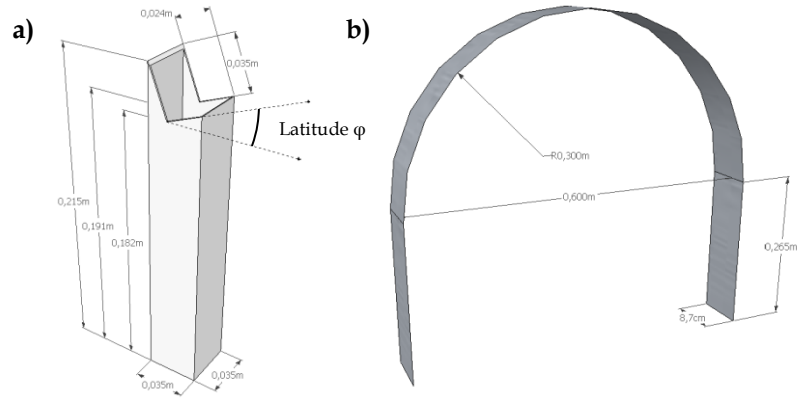 a)
0,024m
0,035m
Latitude φ
0,215m
0,191m
0,182m
0,035m
0,035m
b)
R0,300m
0,600m
0,265m
8,7cm